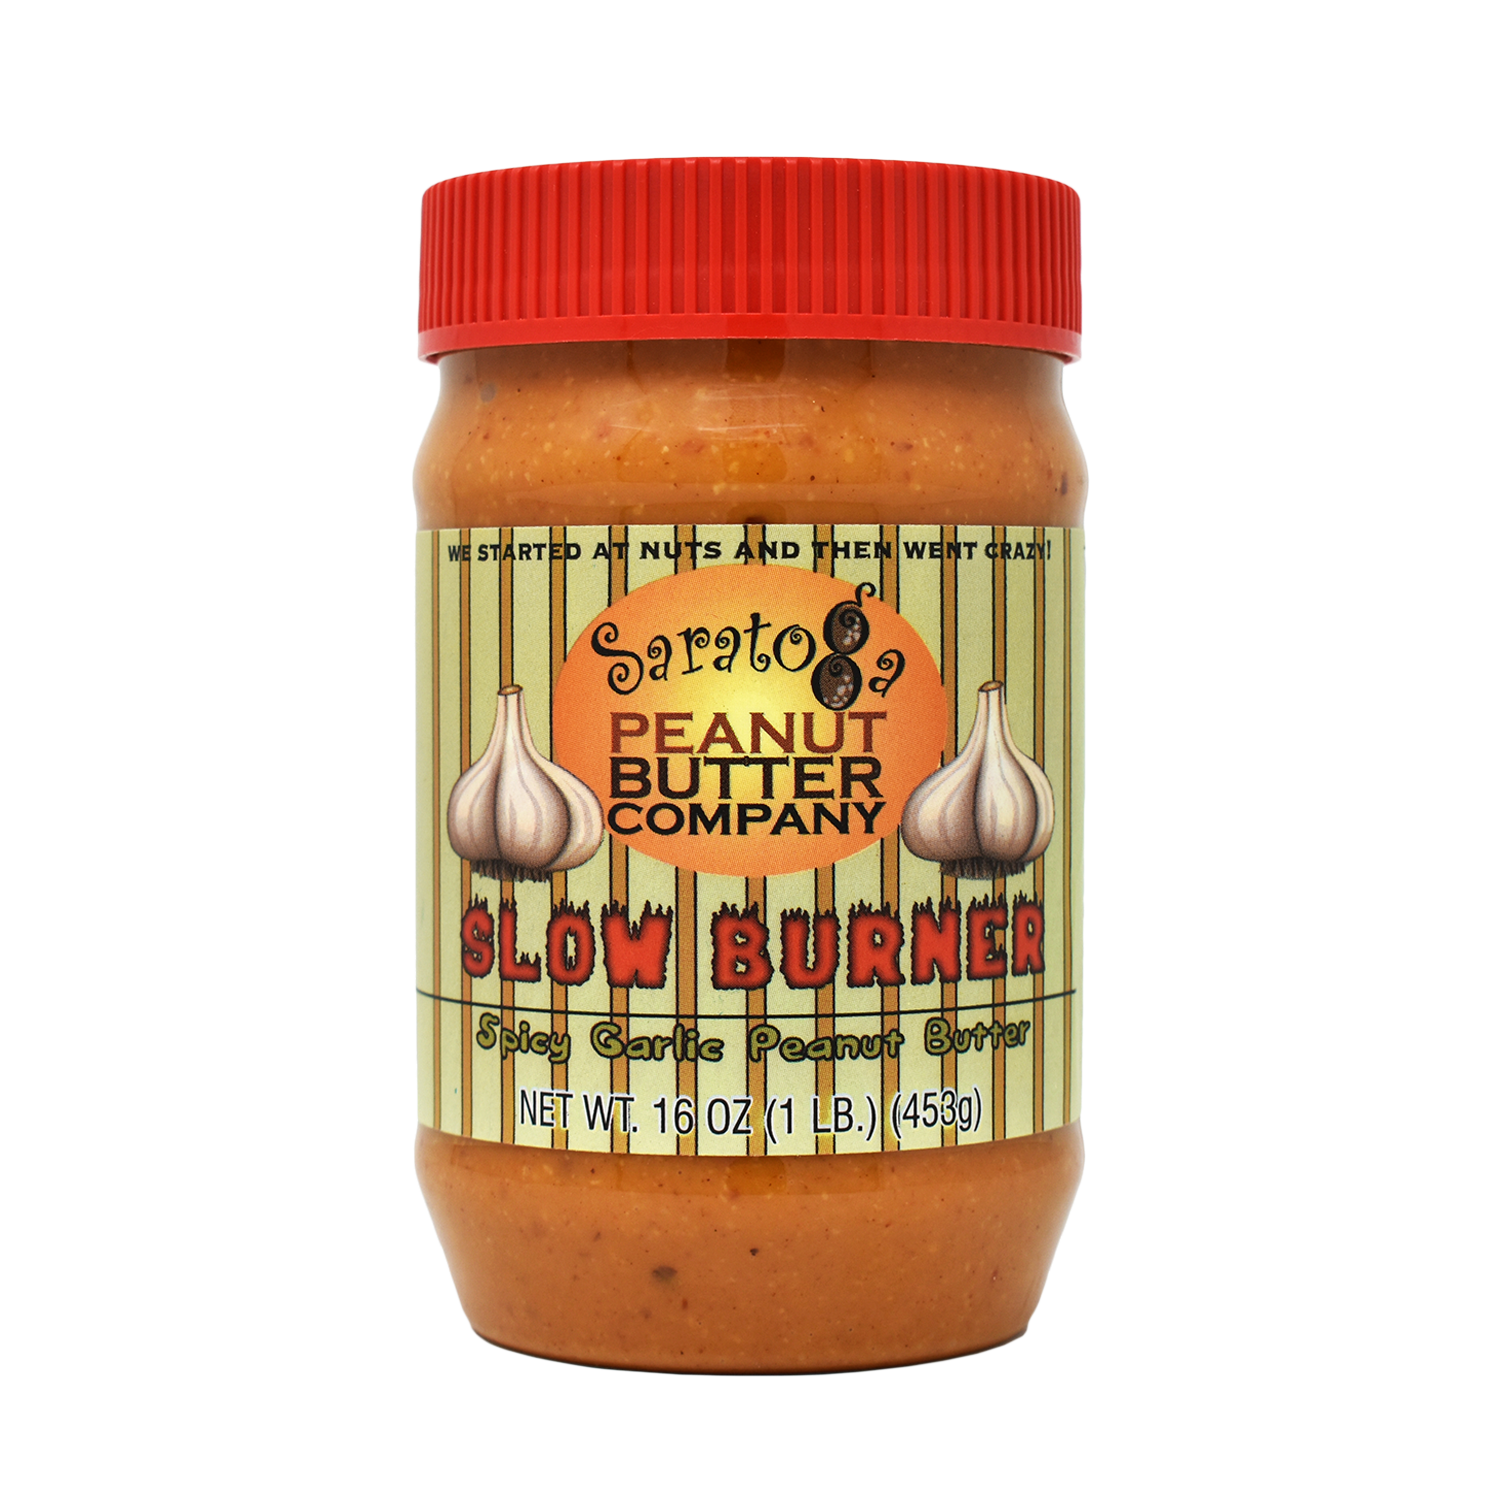 WE STARTED AT NUTS AND THEN WENT CRAZY!
Saratoga
PEANUT
BUTTER
COMPANY
SLOW BURNER
Spicy Garlic Peanut Butter
NET WT. 16 OZ (1 LB.) (453g)